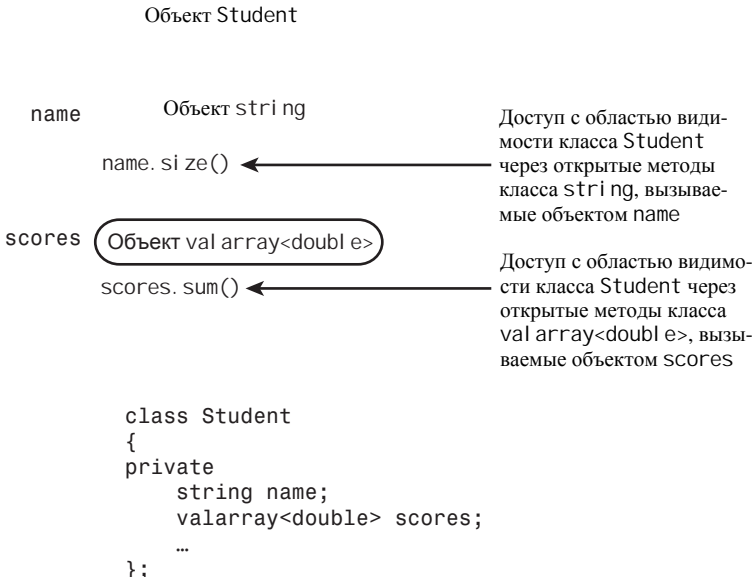 Объект Student
name
Объект string
name.size()
Доступ с областью види-
мости класса Student
через открытые методы
класса string, вызывае-
мые объектом name
scores
Объект valarray<double>
scores.sum()
Доступ с областью видимо-
сти класса Student через
открытые методы класса
valarray<double>, вызы-
ваемые объектом scores
class Student
{
private
string name;
valarray<double> scores;
…
};